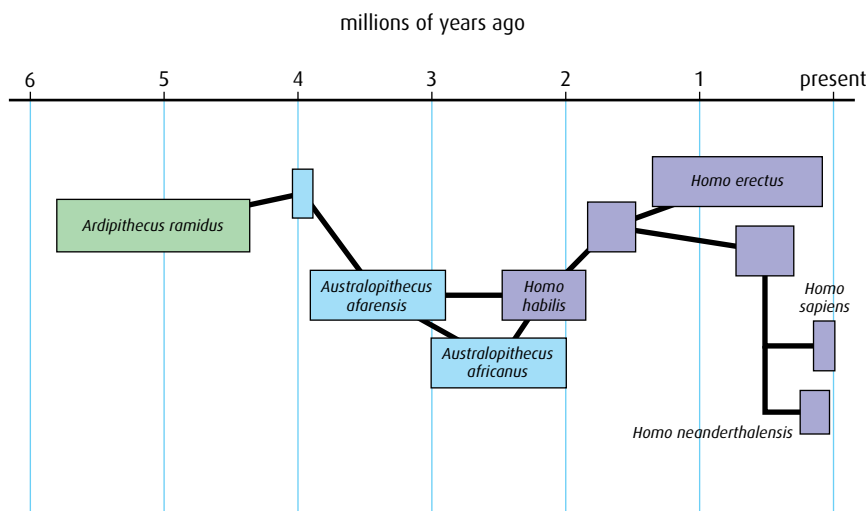 millions of years ago
6 5 4 3 2 1 present
Homo erectus
Ardipithecus ramidus
Australopithecus
afarensis
Homo
habilis
Homo
sapiens
Australopithecus
africanus
Homo neanderthalensis